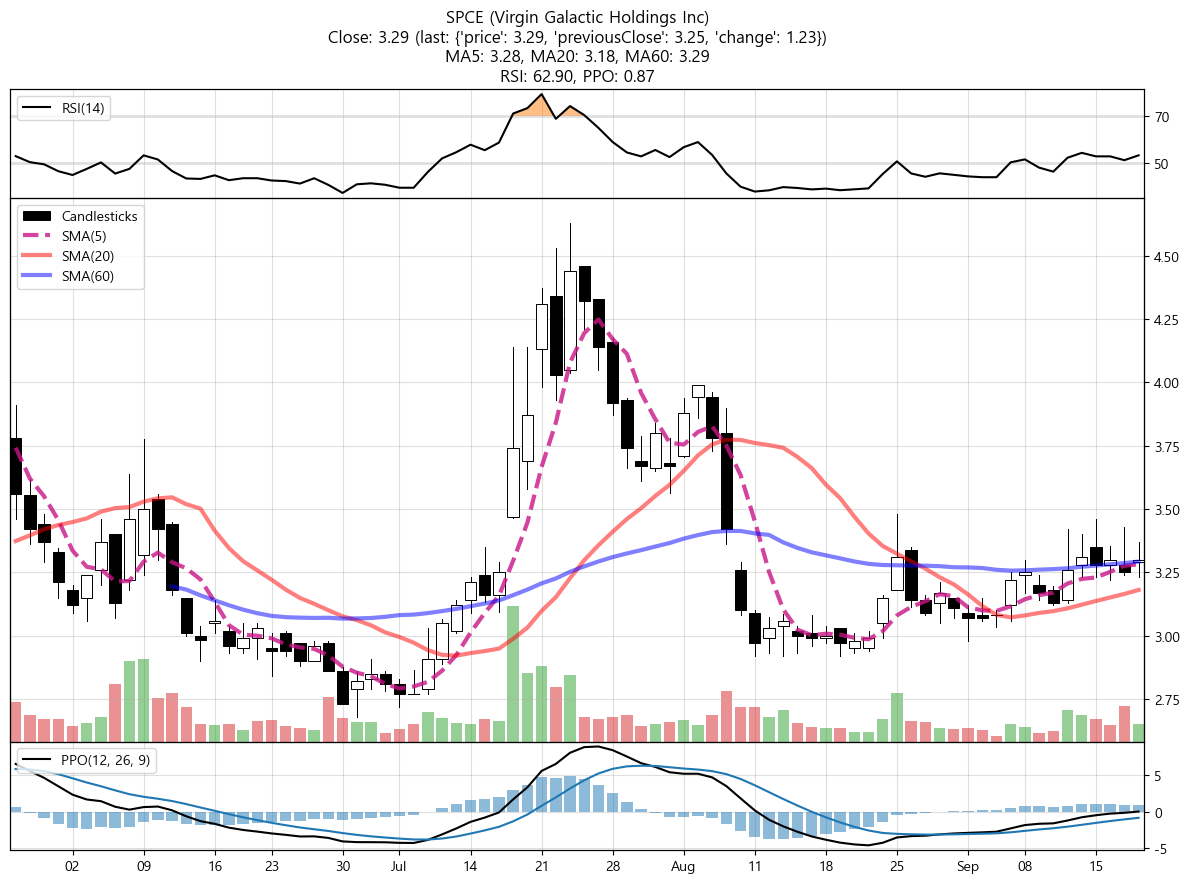 SPCE (Virgin Galactic Holdings Inc)
Close: 3.29 (last: {'price': 3.29, 'previousClose': 3.25, 'change': 1.23})
MA5: 3.28, MA20: 3.18, MA60: 3.29
RSI: 62.90, PPO: 0.87
RSI(14)
70
50
Candlesticks
SMA(5)
SMA(20)
SMA(60)
4.50
4.25
4.00
3.75
3.50
3.25
3.00
2.75
PPO(12, 26, 9)
5
0
-5
02 09 16 23 30 Jul 14 21 28 Aug 11 18 25 Sep 08 15